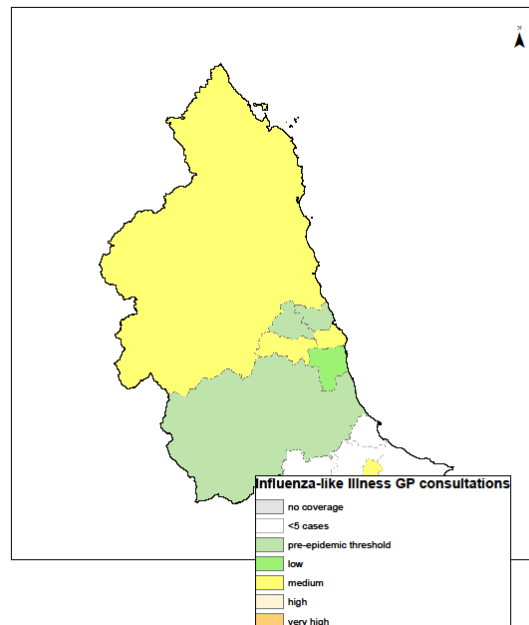 Influenza-like Illness GP consultations
no coverage
<5 cases
pre-epidemic threshold
low
medium
high
very high